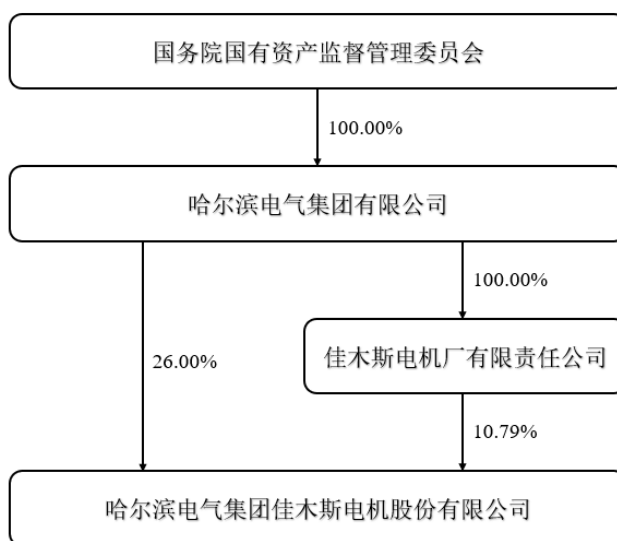 国务院国有资产监督管理委员会
100.00%
哈尔滨电气集团有限公司
100.00%
26.00%
佳木斯电机厂有限责任公司
10.79%
哈尔滨电气集团佳木斯电机股份有限公司